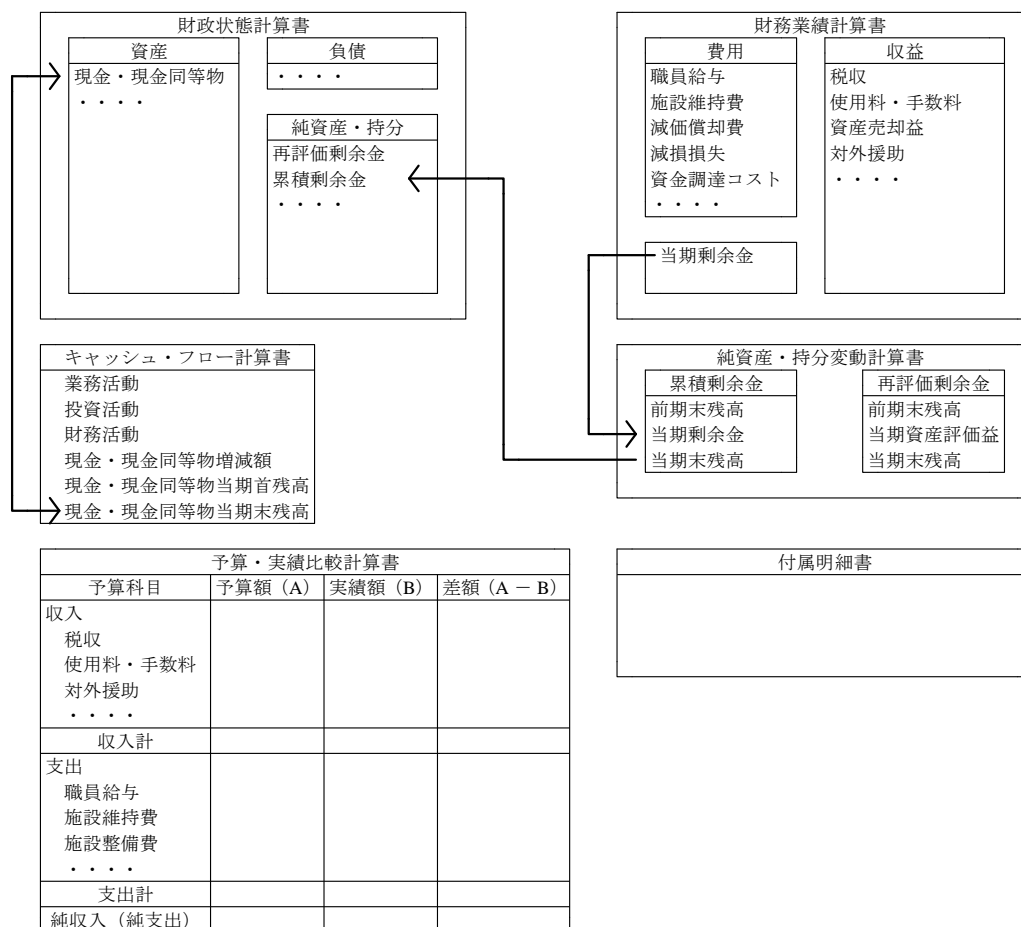 財政状態計算書
資産
現金・現金同等物
・・・・
負債
・・・・
純資産・持分
再評価剰余金
累積剰余金
・・・・
財務業績計算書
費用
職員給与
施設維持費
減価償却費
減損損失
資金調達コスト
・・・・
当期剰余金
収益
税収
使用料・手数料
資産売却益
対外援助
・・・・
キャッシュ・フロー計算書
業務活動
投資活動
財務活動
現金・現金同等物増減額
現金・現金同等物当期首残高
現金・現金同等物当期末残高
純資産・持分変動計算書
累積剰余金
前期末残高
当期剰余金
当期末残高
再評価剰余金
前期末残高
当期資産評価益
当期末残高
予算・実績比較計算書
予算科目 予算額（A） 実績額（B） 差額（A － B）
収入
税収
使用料・手数料
対外援助
・・・・
収入計
支出
職員給与
施設維持費
施設整備費
・・・・
支出計
純収入（純支出）
付属明細書